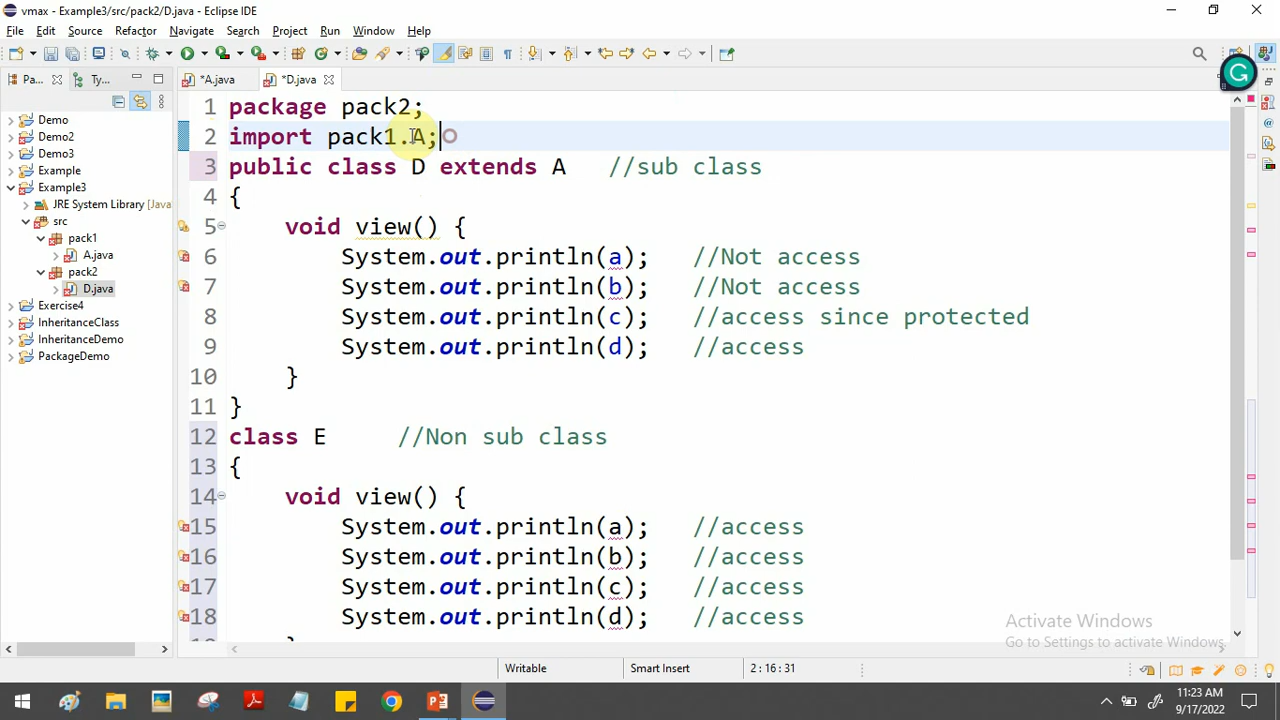 vmax - Example3/src/pack2/D.java - Eclipse IDE
File Edit Source Refactor Navigate Search Project Run Window Help
Pa... Ty... *A.java *D.java
Demo
Demo2
Demo3
Example
Example3
JRE System Library [Java
src
pack1
A.java
pack2
D.java
Exercise4
InheritanceClass
InheritanceDemo
PackageDemo
1 package pack2;
2 import pack1.A;
3 public class D extends A //sub class
4 {
5 void view() {
6 System.out.println(a); //Not access
7 System.out.println(b); //Not access
8 System.out.println(c); //access since protected
9 System.out.println(d); //access
10 }
11 }
12 class E //Non sub class
13 {
14 void view() {
15 System.out.println(a); //access
16 System.out.println(b); //access
17 System.out.println(c); //access
18 System.out.println(d); //access
Activate Windows
Go to Settings to activate Windows.
Writable Smart Insert 2 : 16 : 31
11:23 AM
9/17/2022